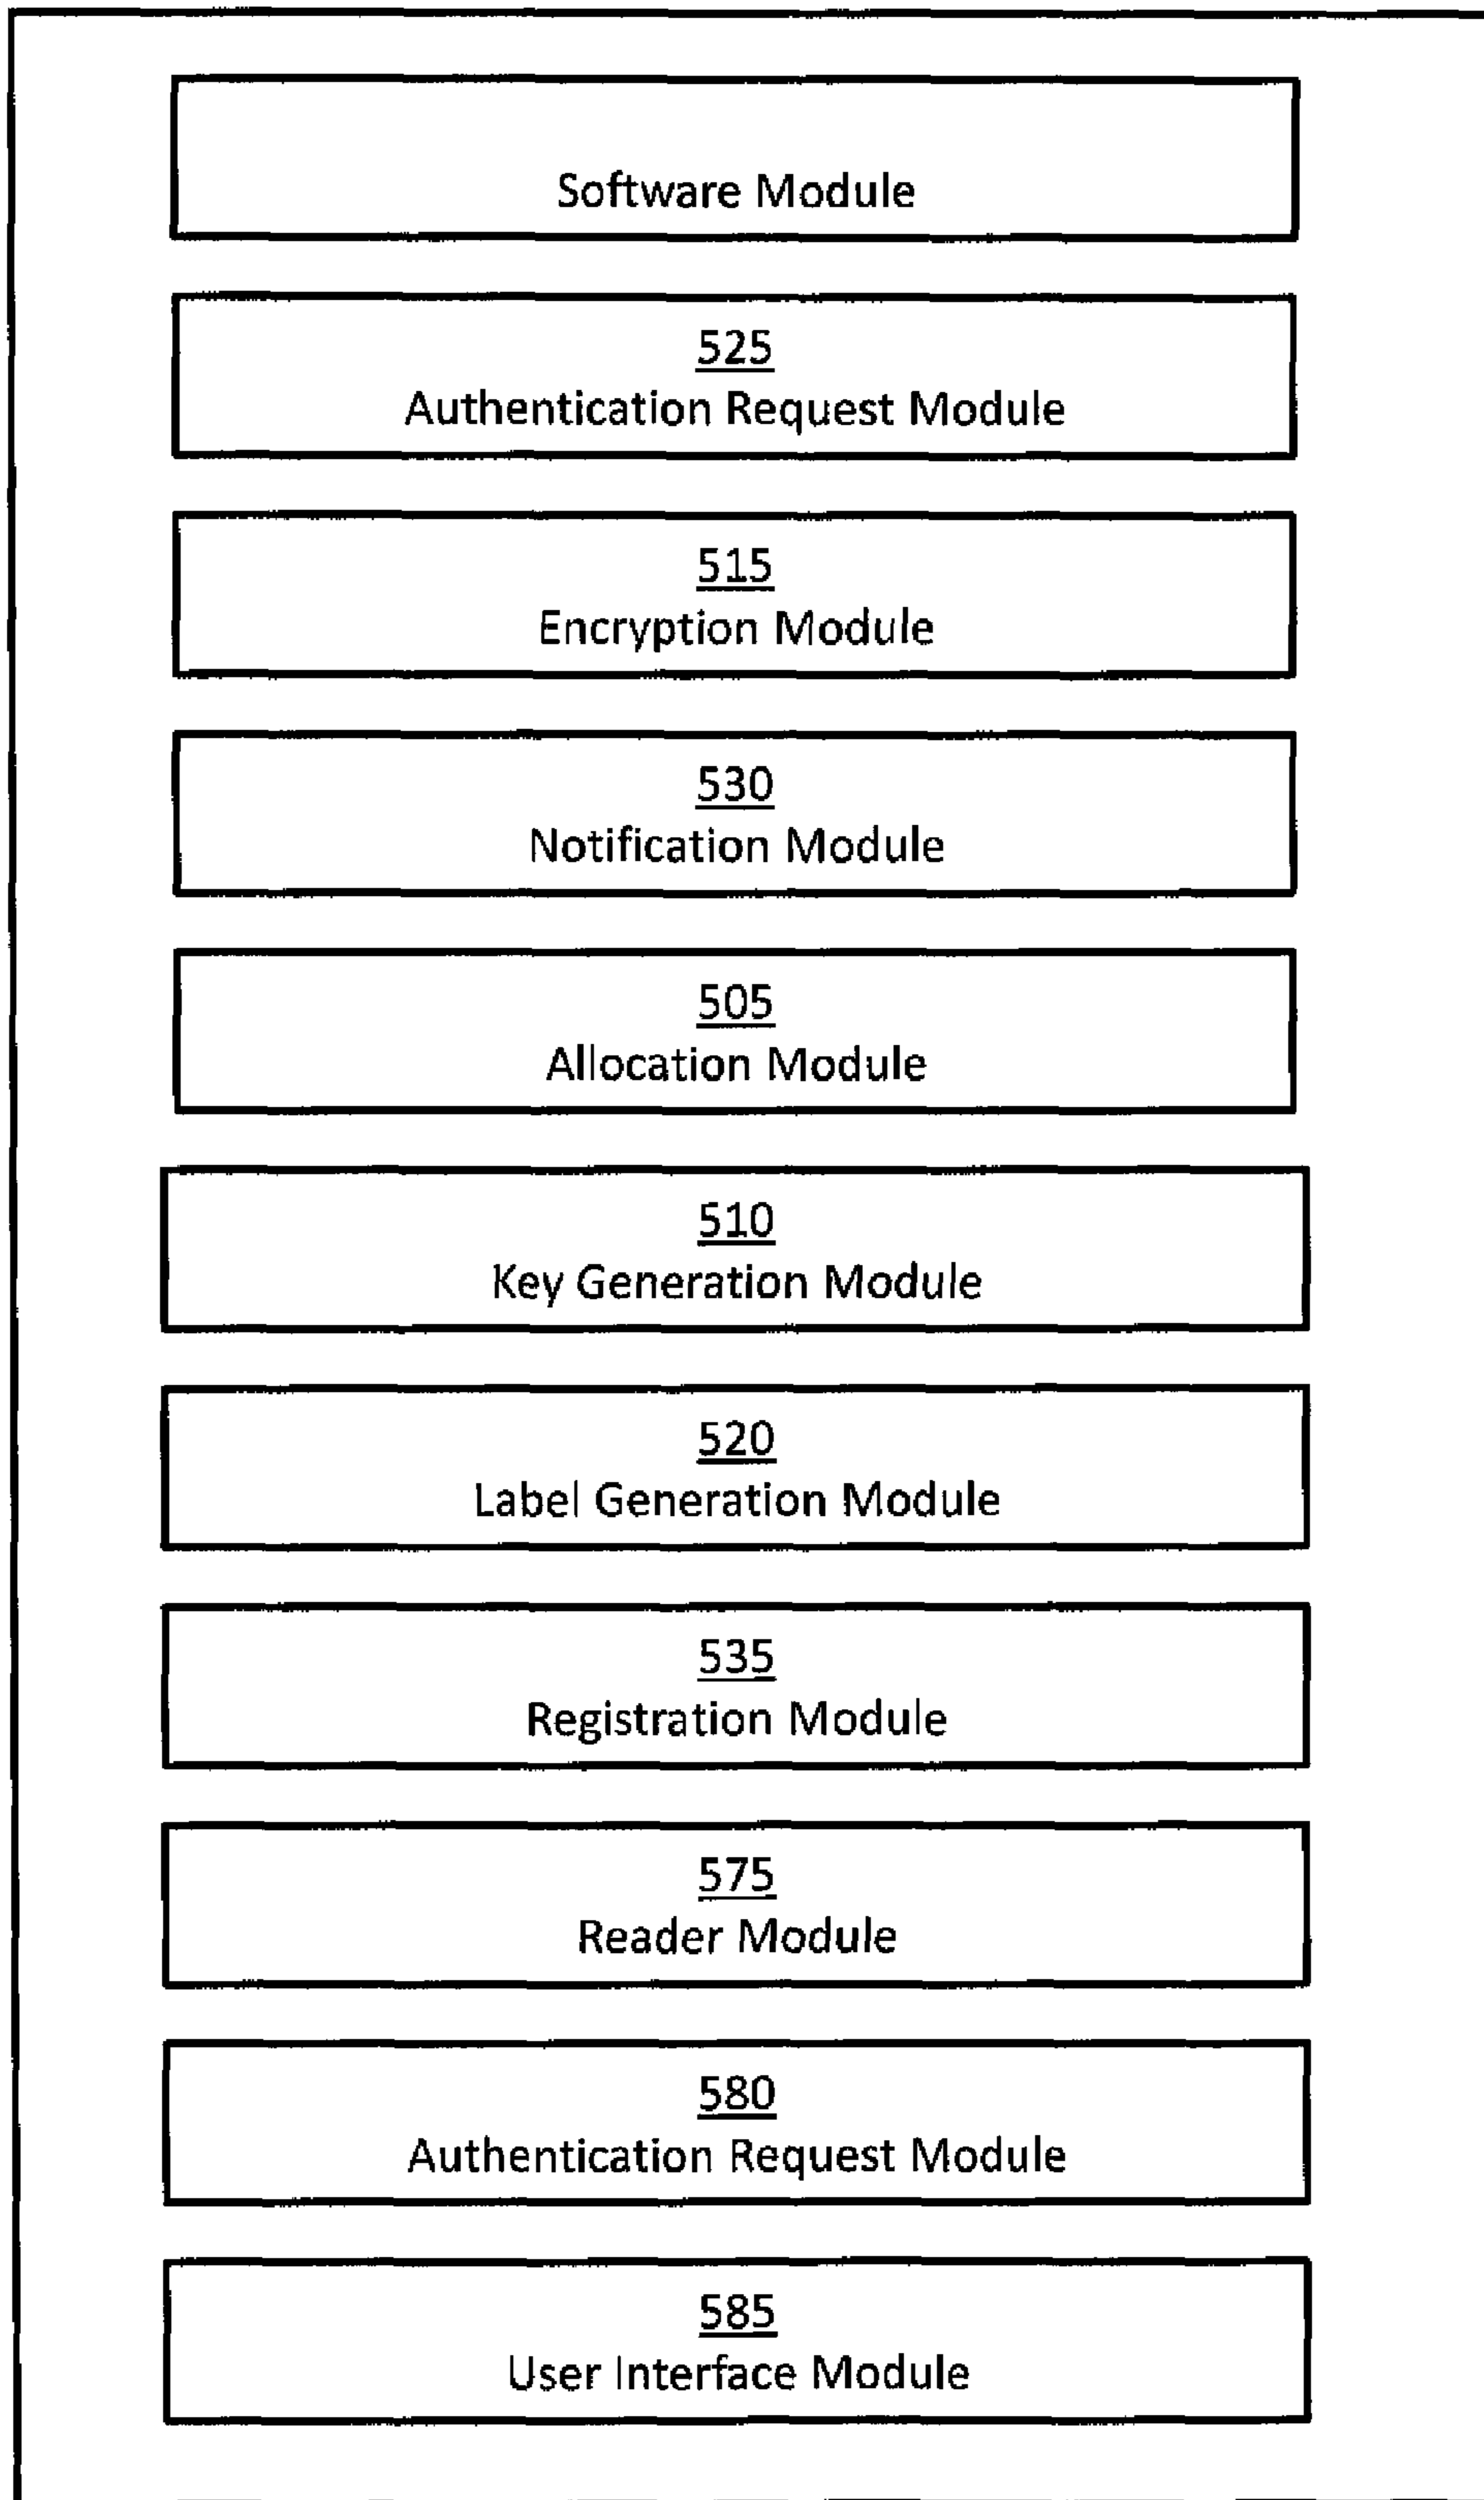 Software Module
525
Authentication Request Module
515
Encryption Module
530
Notification Module
505
Allocation Module
510
Key Generation Module
520
Label Generation Module
535
Registration Module
575
Reader Module
580
Authentication Request Module
585
User Interface Module